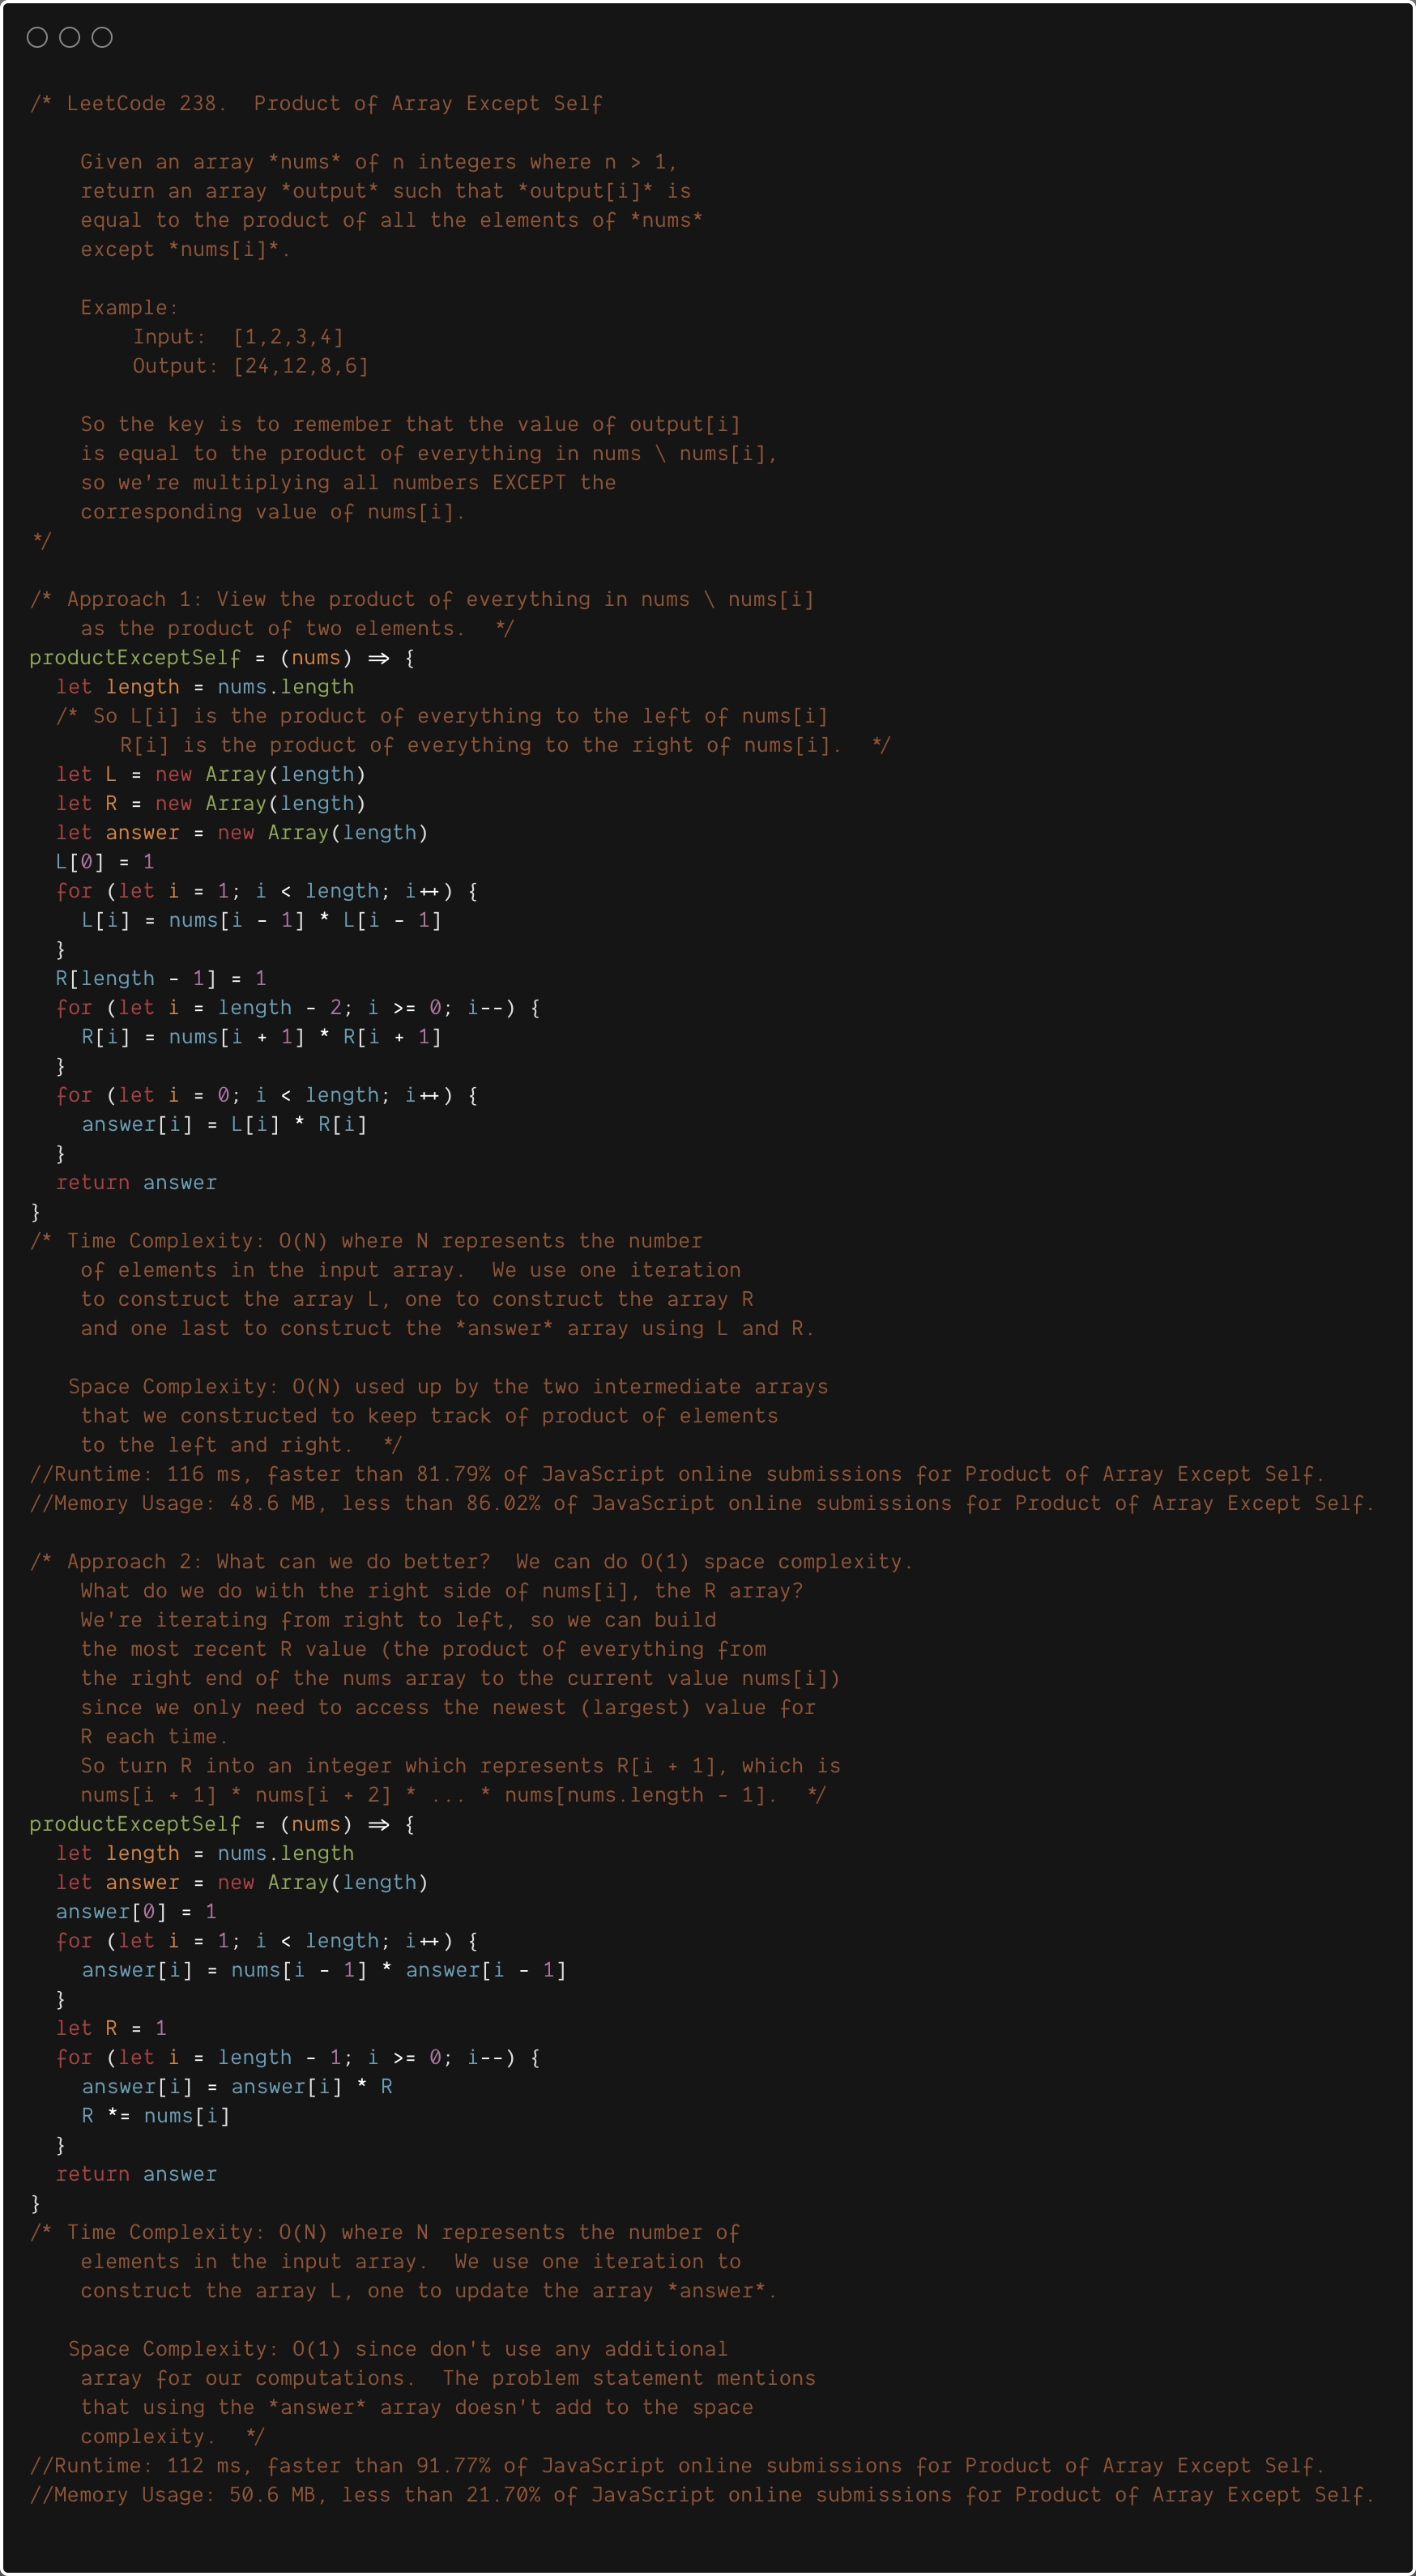 /* LeetCode 238.  Product of Array Except Self

    Given an array *nums* of n integers where n > 1,
    return an array *output* such that *output[i]* is
    equal to the product of all the elements of *nums*
    except *nums[i]*.

    Example:
        Input:  [1,2,3,4]
        Output: [24,12,8,6]

    So the key is to remember that the value of output[i]
    is equal to the product of everything in nums \ nums[i],
    so we're multiplying all numbers EXCEPT the
    corresponding value of nums[i].
*/

/* Approach 1: View the product of everything in nums \ nums[i]
    as the product of two elements.  */
productExceptSelf = (nums) => {
  let length = nums.length
  /* So L[i] is the product of everything to the left of nums[i]
       R[i] is the product of everything to the right of nums[i].  */
  let L = new Array(length)
  let R = new Array(length)
  let answer = new Array(length)
  L[0] = 1
  for (let i = 1; i < length; i++) {
    L[i] = nums[i - 1] * L[i - 1]
  }
  R[length - 1] = 1
  for (let i = length - 2; i >= 0; i--) {
    R[i] = nums[i + 1] * R[i + 1]
  }
  for (let i = 0; i < length; i++) {
    answer[i] = L[i] * R[i]
  }
  return answer
}
/* Time Complexity: O(N) where N represents the number
    of elements in the input array.  We use one iteration
    to construct the array L, one to construct the array R
    and one last to construct the *answer* array using L and R.

   Space Complexity: O(N) used up by the two intermediate arrays
    that we constructed to keep track of product of elements
    to the left and right.  */
//Runtime: 116 ms, faster than 81.79% of JavaScript online submissions for Product of Array Except Self.
//Memory Usage: 48.6 MB, less than 86.02% of JavaScript online submissions for Product of Array Except Self.

/* Approach 2: What can we do better?  We can do O(1) space complexity.
    What do we do with the right side of nums[i], the R array?
    We're iterating from right to left, so we can build
    the most recent R value (the product of everything from
    the right end of the nums array to the current value nums[i])
    since we only need to access the newest (largest) value for
    R each time.
    So turn R into an integer which represents R[i + 1], which is
    nums[i + 1] * nums[i + 2] * ... * nums[nums.length - 1].  */
productExceptSelf = (nums) => {
  let length = nums.length
  let answer = new Array(length)
  answer[0] = 1
  for (let i = 1; i < length; i++) {
    answer[i] = nums[i - 1] * answer[i - 1]
  }
  let R = 1
  for (let i = length - 1; i >= 0; i--) {
    answer[i] = answer[i] * R
    R *= nums[i]
  }
  return answer
}
/* Time Complexity: O(N) where N represents the number of
    elements in the input array.  We use one iteration to
    construct the array L, one to update the array *answer*.

   Space Complexity: O(1) since don't use any additional
    array for our computations.  The problem statement mentions
    that using the *answer* array doesn't add to the space
    complexity.  */
//Runtime: 112 ms, faster than 91.77% of JavaScript online submissions for Product of Array Except Self.
//Memory Usage: 50.6 MB, less than 21.70% of JavaScript online submissions for Product of Array Except Self.